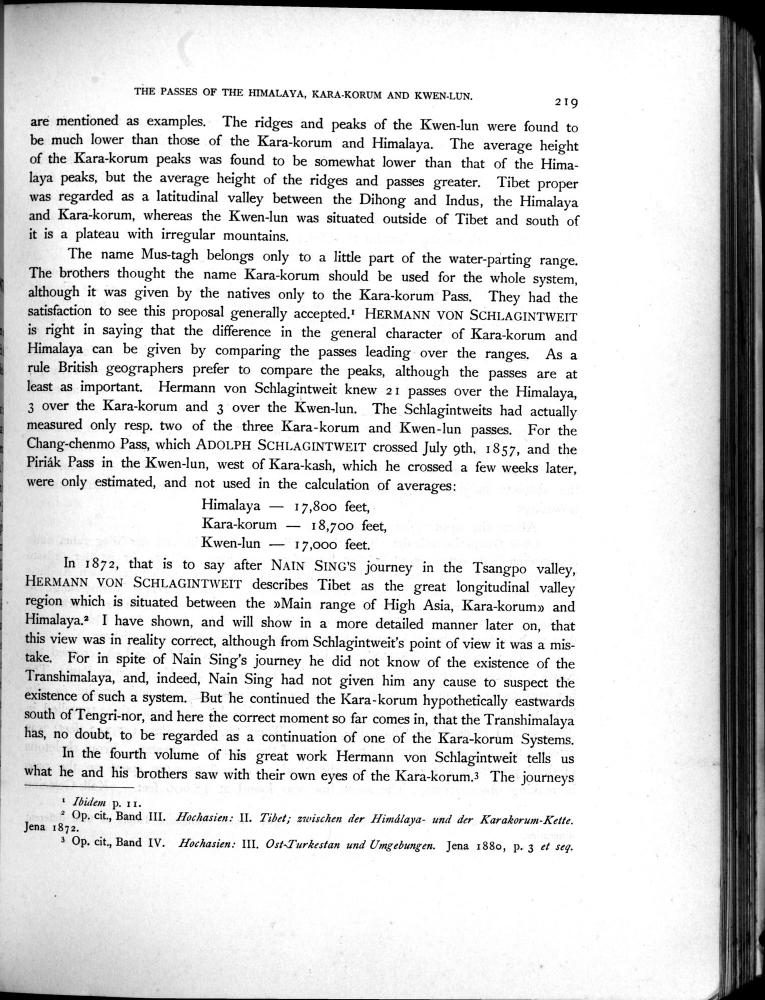 THE PASSES OF THE HIMALAYA, KARA-KORUM AND KWEN-LUN.
219
are mentioned as examples. The ridges and peaks of the Kwen-lun were found to
be much lower than those of the Kara-korum and Himalaya. The average height
of the Kara-korum peaks was found to be somewhat lower than that of the Hima-
laya peaks, but the average height of the ridges and passes greater. Tibet proper
was regarded as a latitudinal valley between the Dihong and Indus, the Himalaya
and Kara-korum, whereas the Kwen-lun was situated outside of Tibet and south of
it is a plateau with irregular mountains.
The name Mus-tagh belongs only to a little part of the water-parting range.
The brothers thought the name Kara-korum should be used for the whole system,
although it was given by the natives only to the Kara-korum Pass. They had the
satisfaction to see this proposal generally accepted.¹ HERMANN VON SCHLAGINTWEIT
is right in saying that the difference in the general character of Kara-korum and
Himalaya can be given by comparing the passes leading over the ranges. As a
rule British geographers prefer to compare the peaks, although the passes are at
least as important. Hermann von Schlagintweit knew 21 passes over the Himalaya,
3 over the Kara-korum and 3 over the Kwen-lun. The Schlagintweits had actually
measured only resp. two of the three Kara-korum and Kwen-lun passes. For the
Chang-chenmo Pass, which ADOLPH SCHLAGINTWEIT crossed July 9th, 1857, and the
Piriák Pass in the Kwen-lun, west of Kara-kash, which he crossed a few weeks later,
were only estimated, and not used in the calculation of averages:
Himalaya — 17,800 feet,
Kara-korum — 18,700 feet,
Kwen-lun — 17,000 feet.
In 1872, that is to say after NAIN SING'S journey in the Tsangpo valley,
HERMANN VON SCHLAGINTWEIT describes Tibet as the great longitudinal valley
region which is situated between the »Main range of High Asia, Kara-korum» and
Himalaya.² I have shown, and will show in a more detailed manner later on, that
this view was in reality correct, although from Schlagintweit's point of view it was a mis-
take. For in spite of Nain Sing's journey he did not know of the existence of the
Transhimalaya, and, indeed, Nain Sing had not given him any cause to suspect the
existence of such a system. But he continued the Kara-korum hypothetically eastwards
south of Tengri-nor, and here the correct moment so far comes in, that the Transhimalaya
has, no doubt, to be regarded as a continuation of one of the Kara-korum Systems.
In the fourth volume of his great work Hermann von Schlagintweit tells us
what he and his brothers saw with their own eyes of the Kara-korum.³ The journeys
¹ Ibidem p. 11.
² Op. cit., Band III. Hochasien: II. Tibet; zwischen der Himálaya- und der Karakorum-Kette.
Jena 1872.
³ Op. cit., Band IV. Hochasien: III. Ost-Turkestan und Umgebungen. Jena 1880, p. 3 et seq.